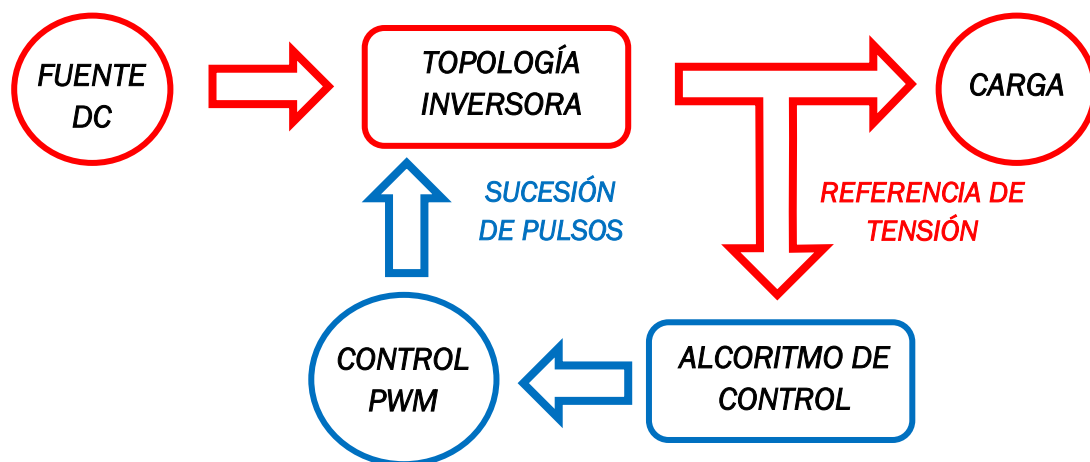 FUENTE
DC
TOPOLOGÍA
INVERSORA
CARGA
SUCESIÓN
DE PULSOS
REFERENCIA DE
TENSIÓN
CONTROL
PWM
ALCORITMO DE
CONTROL